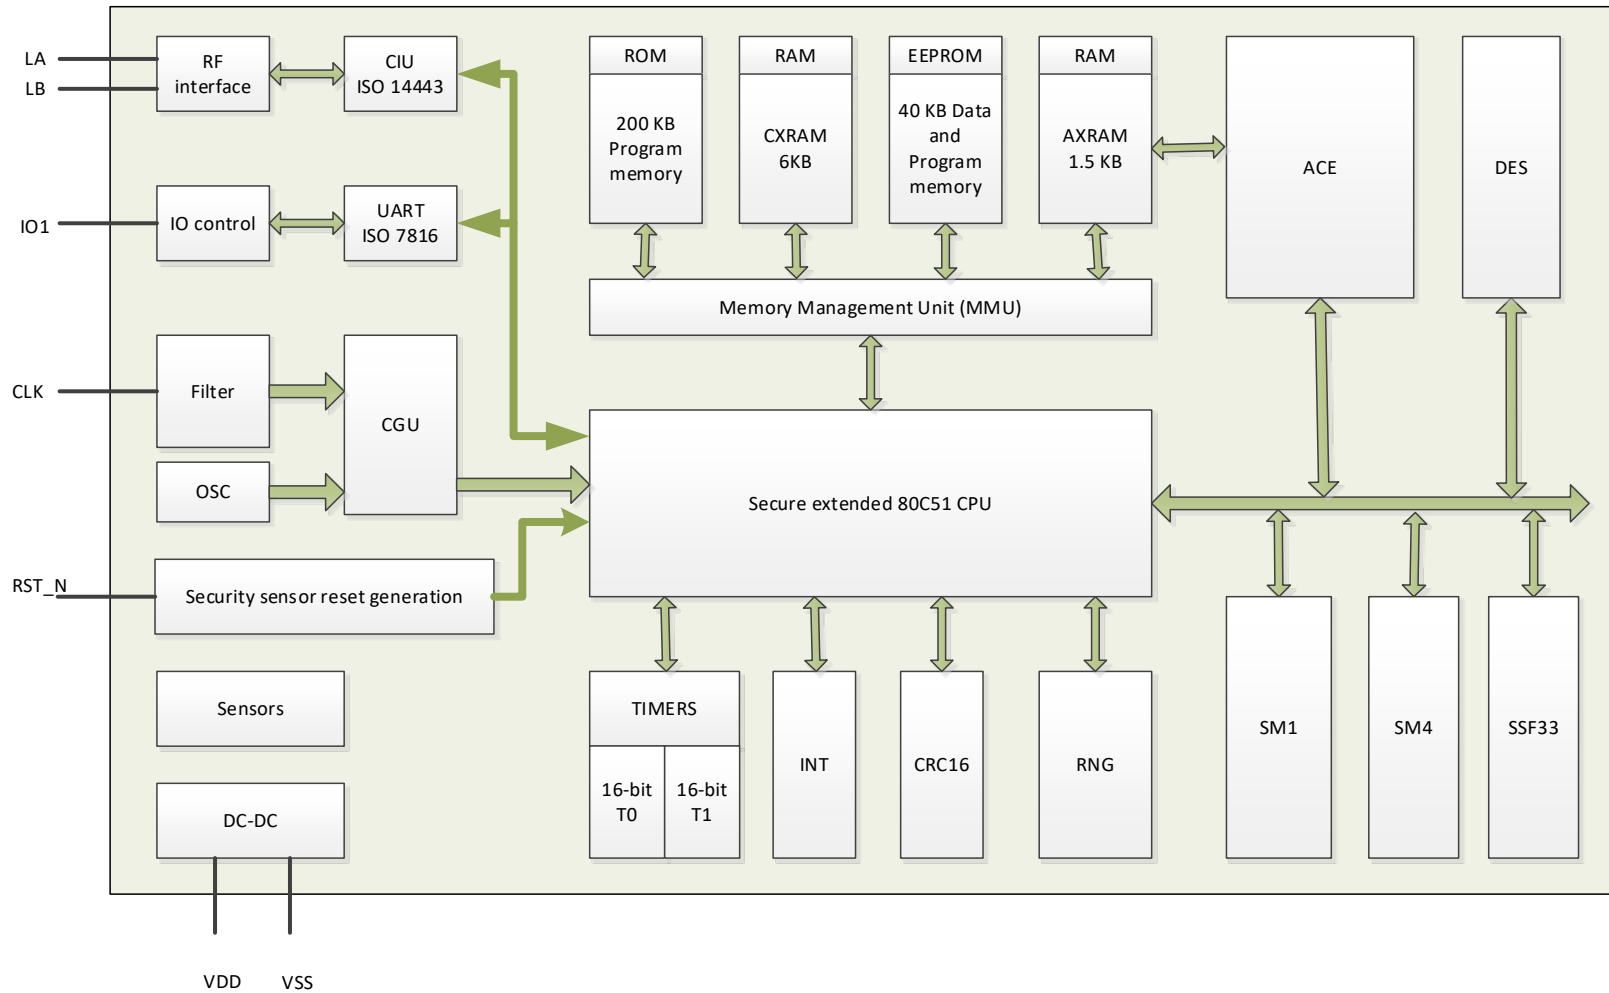 LA
LB
RF
interface
CIU
ISO 14443
IO1
IO control
UART
ISO 7816
CLK
Filter
OSC
CGU
RST_N
Security sensor reset generation
Sensors
DC-DC
VDD
VSS
ROM
200 KB
Program
memory
RAM
CXRAM
6KB
EEPROM
40 KB Data
and
Program
memory
RAM
AXRAM
1.5 KB
ACE
DES
Memory Management Unit (MMU)
Secure extended 80C51 CPU
TIMERS
16-bit
T0
16-bit
T1
INT
CRC16
RNG
SM1
SM4
SSF33